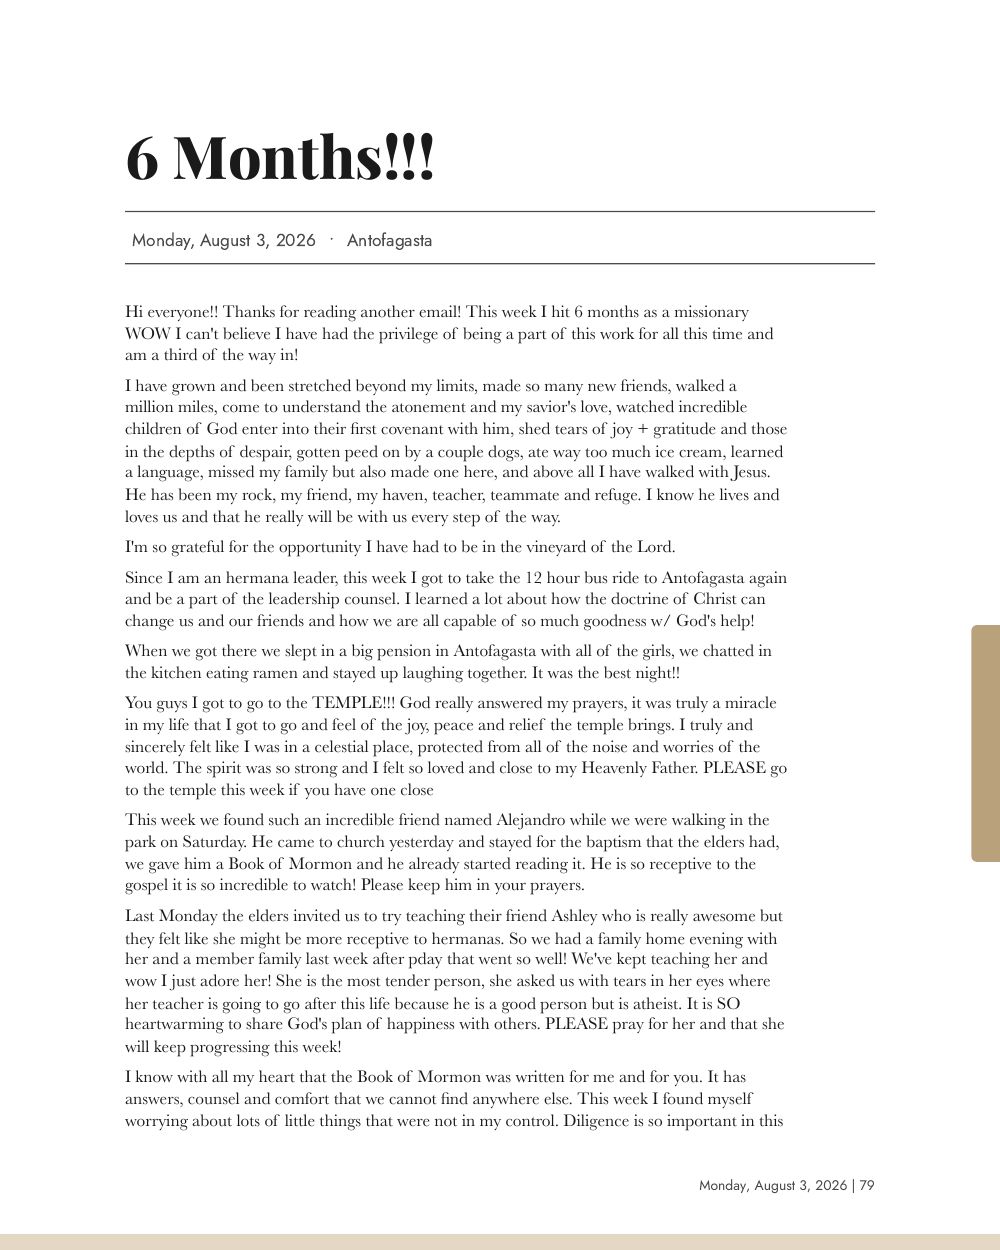 6 Months!!!
Monday, August 3, 2026 · Antofagasta
Hi everyone!! Thanks for reading another email! This week I hit 6 months as a missionary
WOW I can't believe I have had the privilege of being a part of this work for all this time and
am a third of the way in!
I have grown and been stretched beyond my limits, made so many new friends, walked a
million miles, come to understand the atonement and my savior's love, watched incredible
children of God enter into their first covenant with him, shed tears of joy + gratitude and those
in the depths of despair, gotten peed on by a couple dogs, ate way too much ice cream, learned
a language, missed my family but also made one here, and above all I have walked with Jesus.
He has been my rock, my friend, my haven, teacher, teammate and refuge. I know he lives and
loves us and that he really will be with us every step of the way.
I'm so grateful for the opportunity I have had to be in the vineyard of the Lord.
Since I am an hermana leader, this week I got to take the 12 hour bus ride to Antofagasta again
and be a part of the leadership counsel. I learned a lot about how the doctrine of Christ can
change us and our friends and how we are all capable of so much goodness w/ God's help!
When we got there we slept in a big pension in Antofagasta with all of the girls, we chatted in
the kitchen eating ramen and stayed up laughing together. It was the best night!!
You guys I got to go to the TEMPLE!!! God really answered my prayers, it was truly a miracle
in my life that I got to go and feel of the joy, peace and relief the temple brings. I truly and
sincerely felt like I was in a celestial place, protected from all of the noise and worries of the
world. The spirit was so strong and I felt so loved and close to my Heavenly Father. PLEASE go
to the temple this week if you have one close
This week we found such an incredible friend named Alejandro while we were walking in the
park on Saturday. He came to church yesterday and stayed for the baptism that the elders had,
we gave him a Book of Mormon and he already started reading it. He is so receptive to the
gospel it is so incredible to watch! Please keep him in your prayers.
Last Monday the elders invited us to try teaching their friend Ashley who is really awesome but
they felt like she might be more receptive to hermanas. So we had a family home evening with
her and a member family last week after pday that went so well! We've kept teaching her and
wow I just adore her! She is the most tender person, she asked us with tears in her eyes where
her teacher is going to go after this life because he is a good person but is atheist. It is SO
heartwarming to share God's plan of happiness with others. PLEASE pray for her and that she
will keep progressing this week!
I know with all my heart that the Book of Mormon was written for me and for you. It has
answers, counsel and comfort that we cannot find anywhere else. This week I found myself
worrying about lots of little things that were not in my control. Diligence is so important in this
Monday, August 3, 2026 | 79